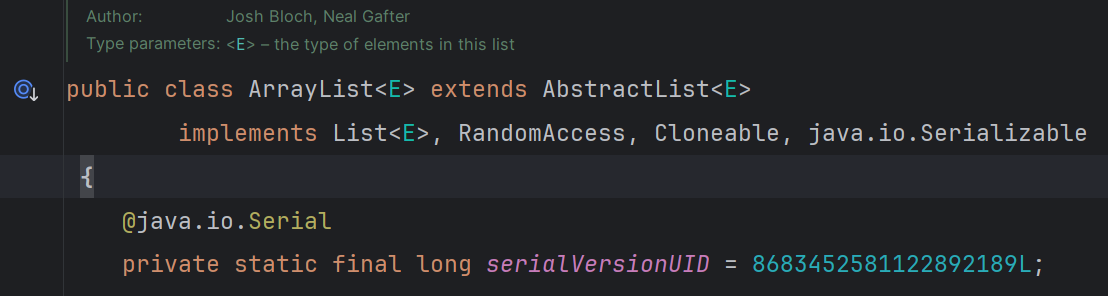 Author: Josh Bloch, Neal Gafter
Type parameters: <E> – the type of elements in this list
public class ArrayList<E> extends AbstractList<E>
implements List<E>, RandomAccess, Cloneable, java.io.Serializable
{
@java.io.Serial
private static final long serialVersionUID = 8683452581122892189L;